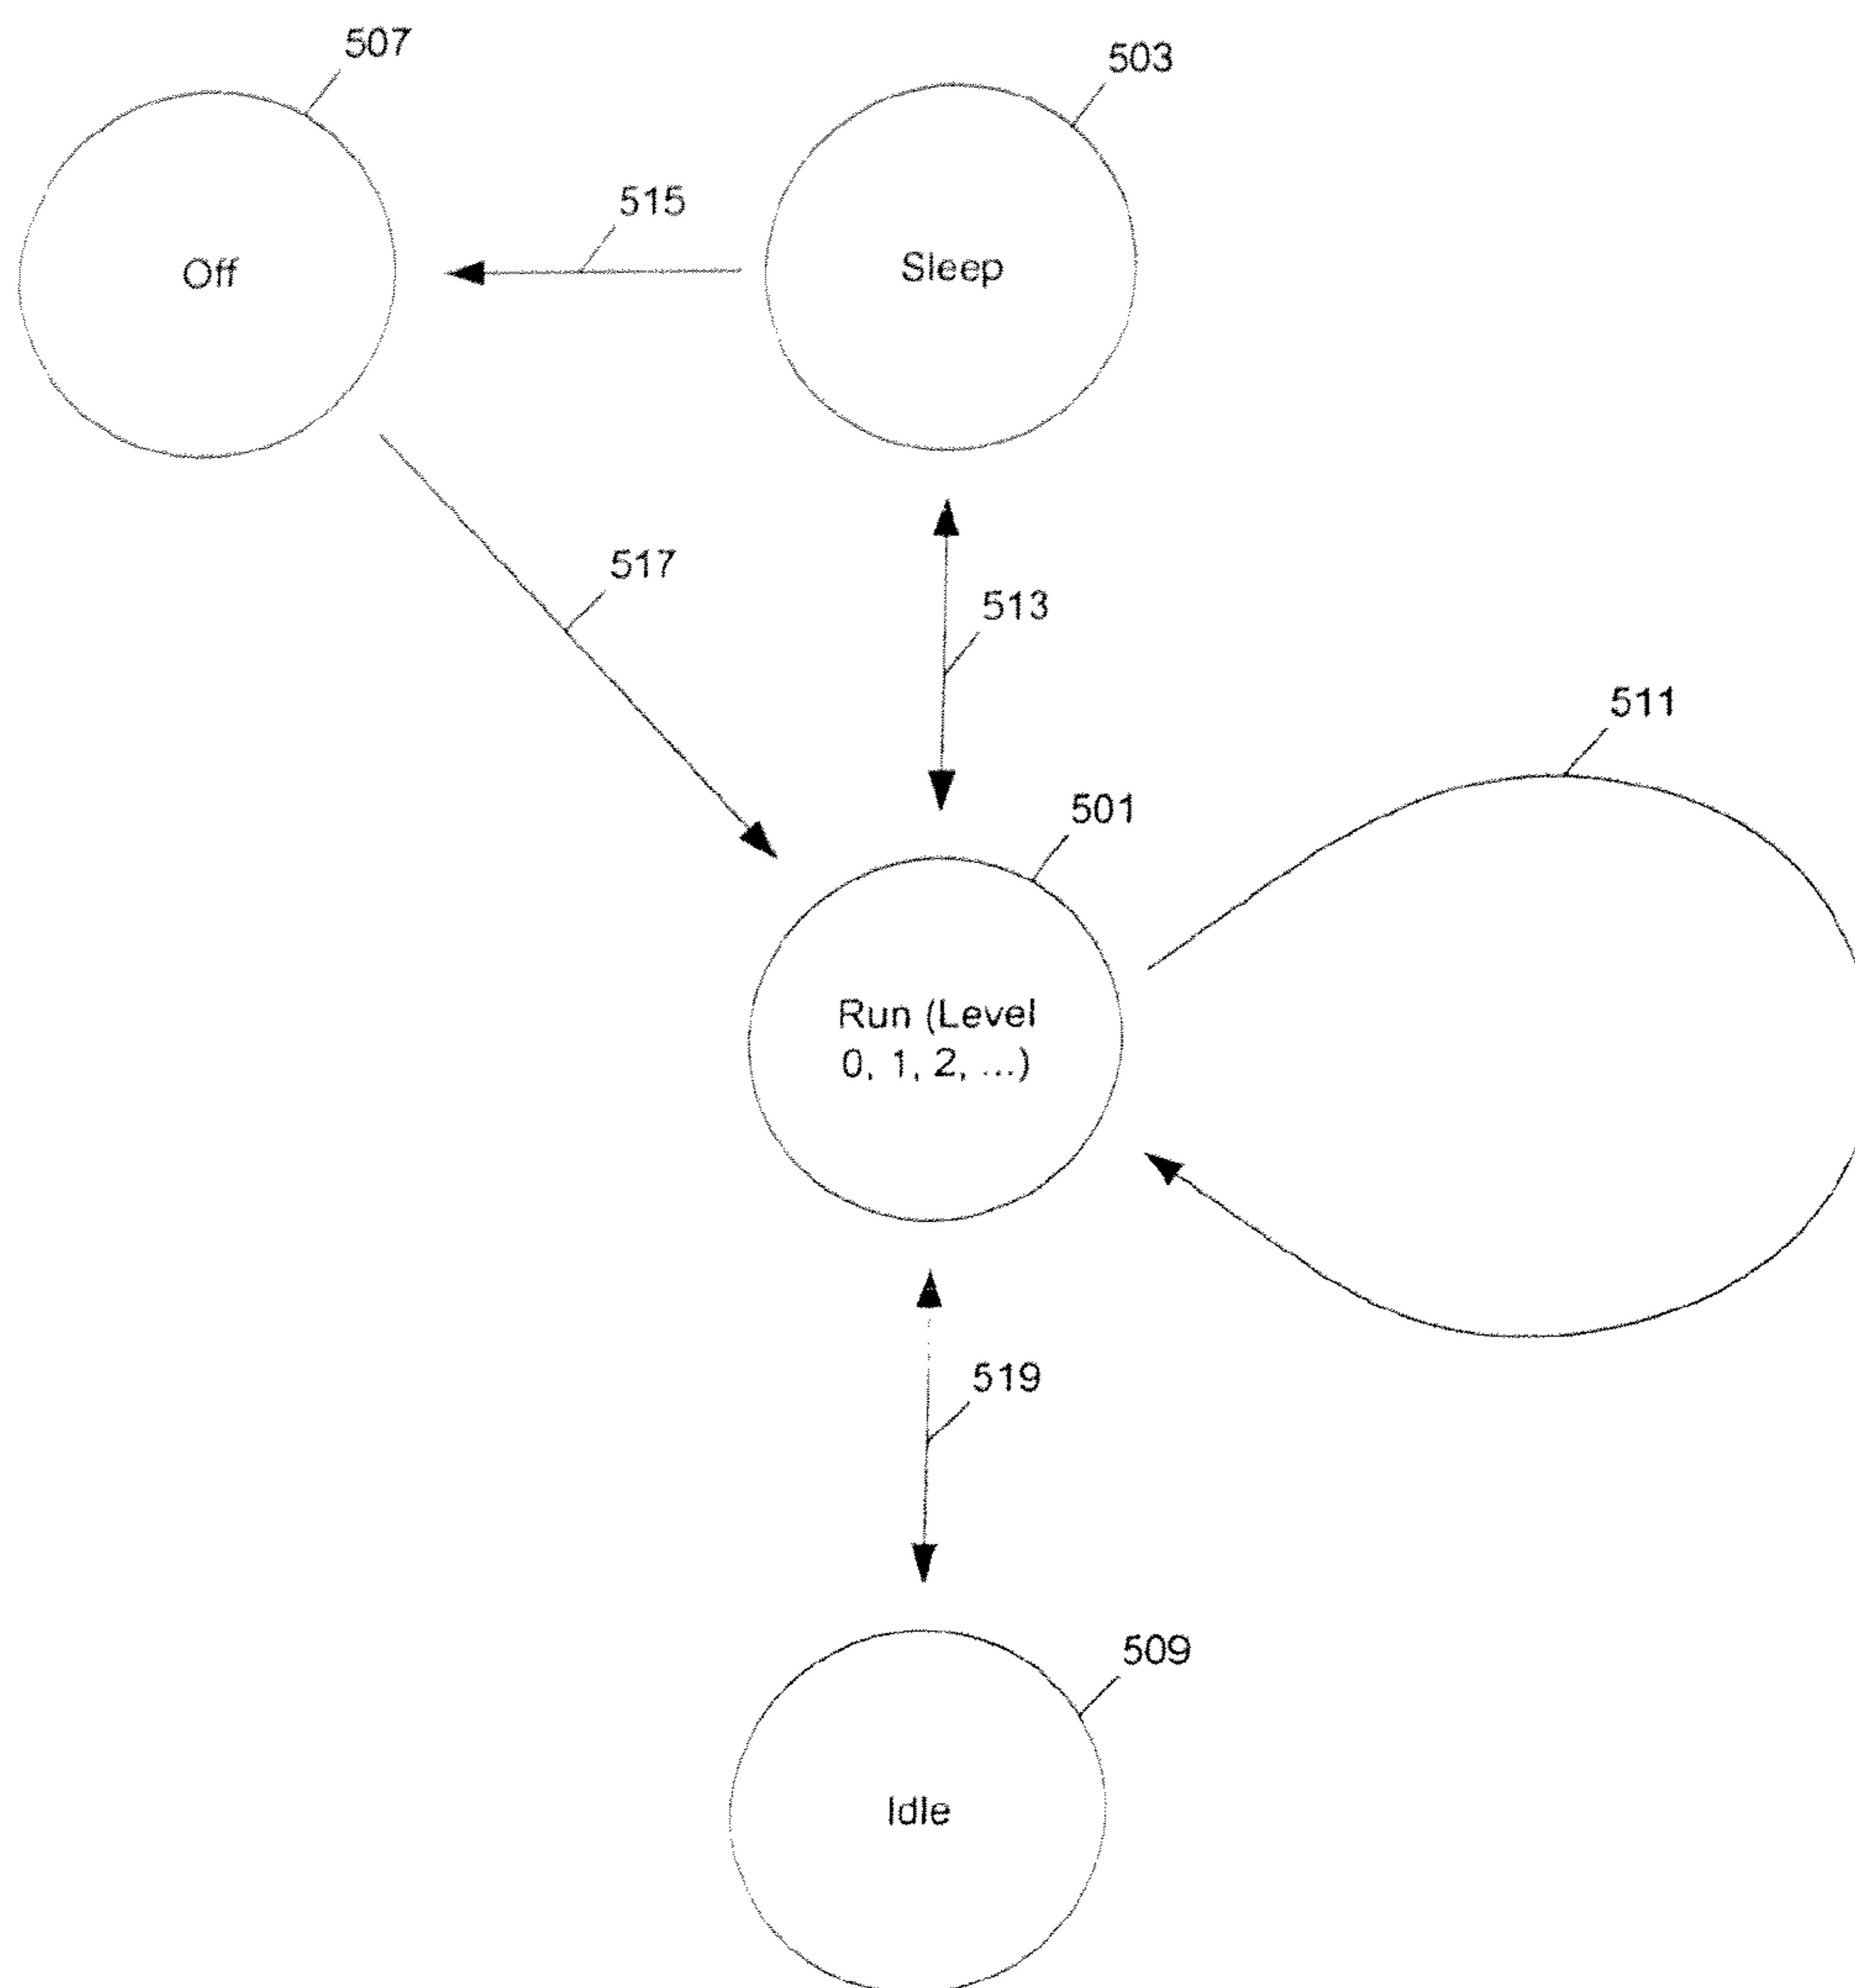 507
503
515
Off
Sleep
517
513
511
501
Run (Level
0, 1, 2, ...)
519
509
Idle